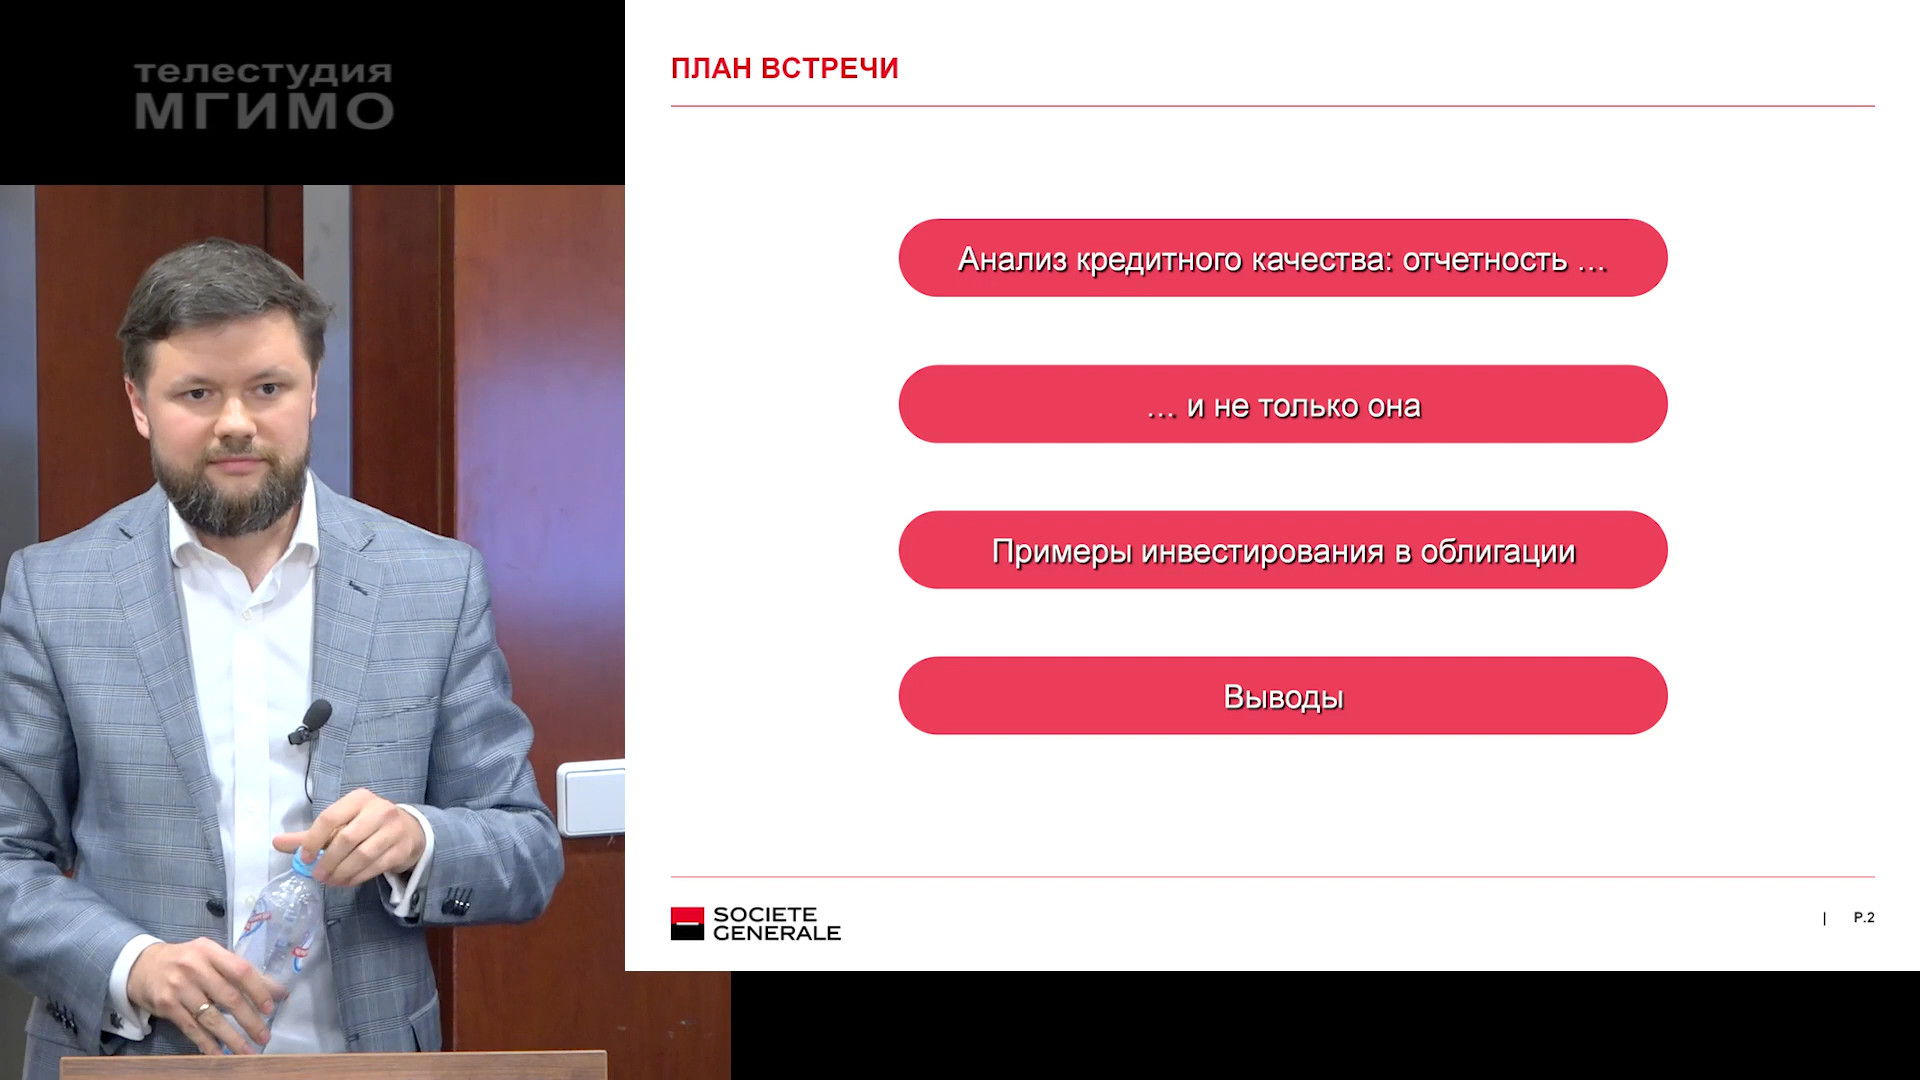 телестудия
МГИМО
ПЛАН ВСТРЕЧИ
Анализ кредитного качества: отчетность …
… и не только она
Примеры инвестирования в облигации
Выводы
SOCIETE
GENERALE
| P.2